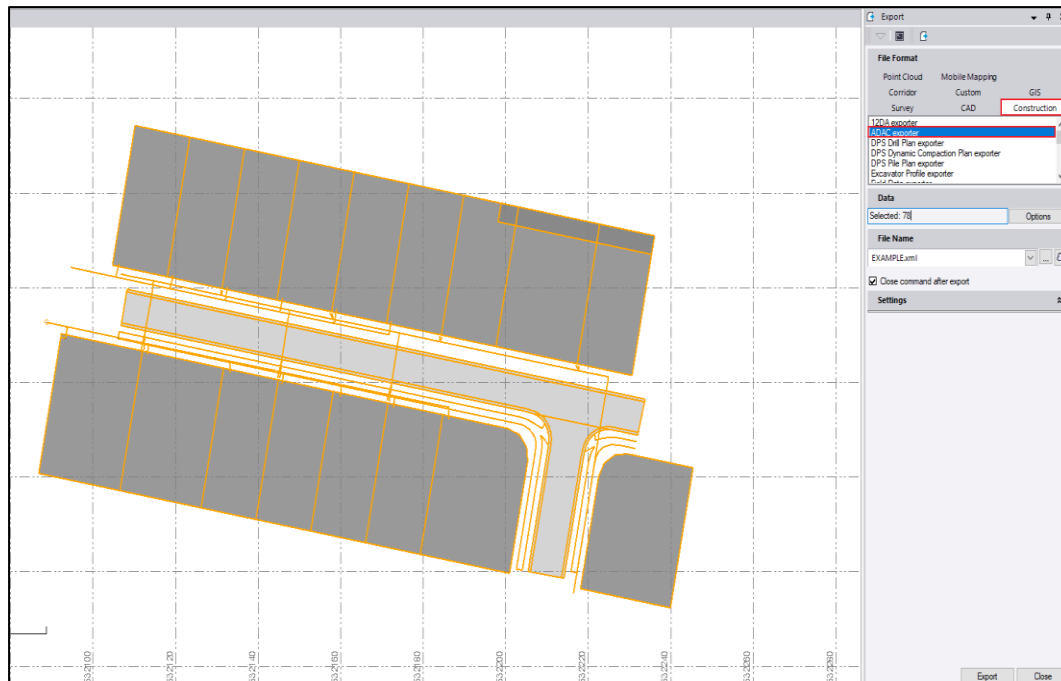 Export
File Format
Point Cloud Mobile Mapping
Corridor Custom GIS
Survey CAD Construction
12DA exporter
ADAC exporter
DPS Drill Plan exporter
DPS Dynamic Compaction Plan exporter
DPS Pile Plan exporter
Excavator Profile exporter
Data
Selected: 78 Options
File Name
EXAMPLE.xml ...
Close command after export
Settings
Export Close